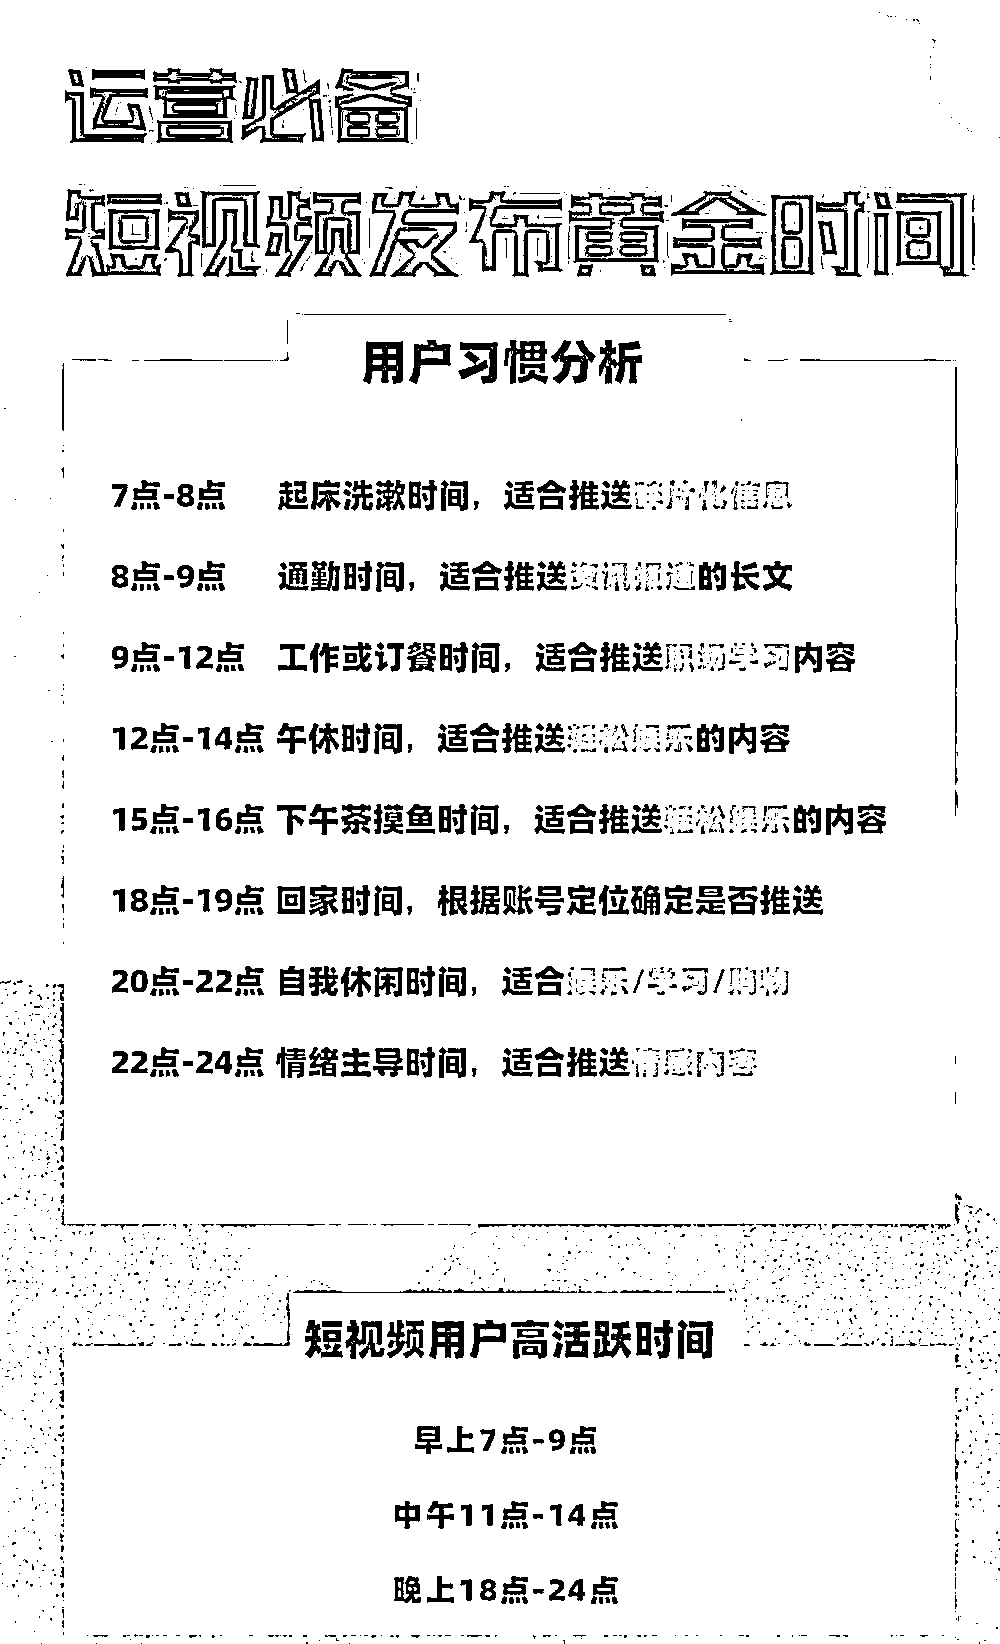 运营必备
短视频发布黄金时间
用户习惯分析
7点-8点 起床洗漱时间，适合推送碎片化信息
8点-9点 通勤时间，适合推送资讯报道的长文
9点-12点 工作或订餐时间，适合推送职场学习内容
12点-14点 午休时间，适合推送轻松娱乐的内容
15点-16点 下午茶摸鱼时间，适合推送轻松娱乐的内容
18点-19点 回家时间，根据账号定位确定是否推送
20点-22点 自我休闲时间，适合娱乐/学习/购物
22点-24点 情绪主导时间，适合推送情感内容
短视频用户高活跃时间
早上7点-9点
中午11点-14点
晚上18点-24点